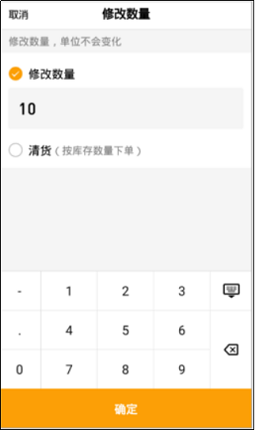 取消 修改数量
修改数量，单位不会变化
修改数量
10
清货（按库存数量下单）
- 1 2 3
. 4 5 6
0 7 8 9
确定